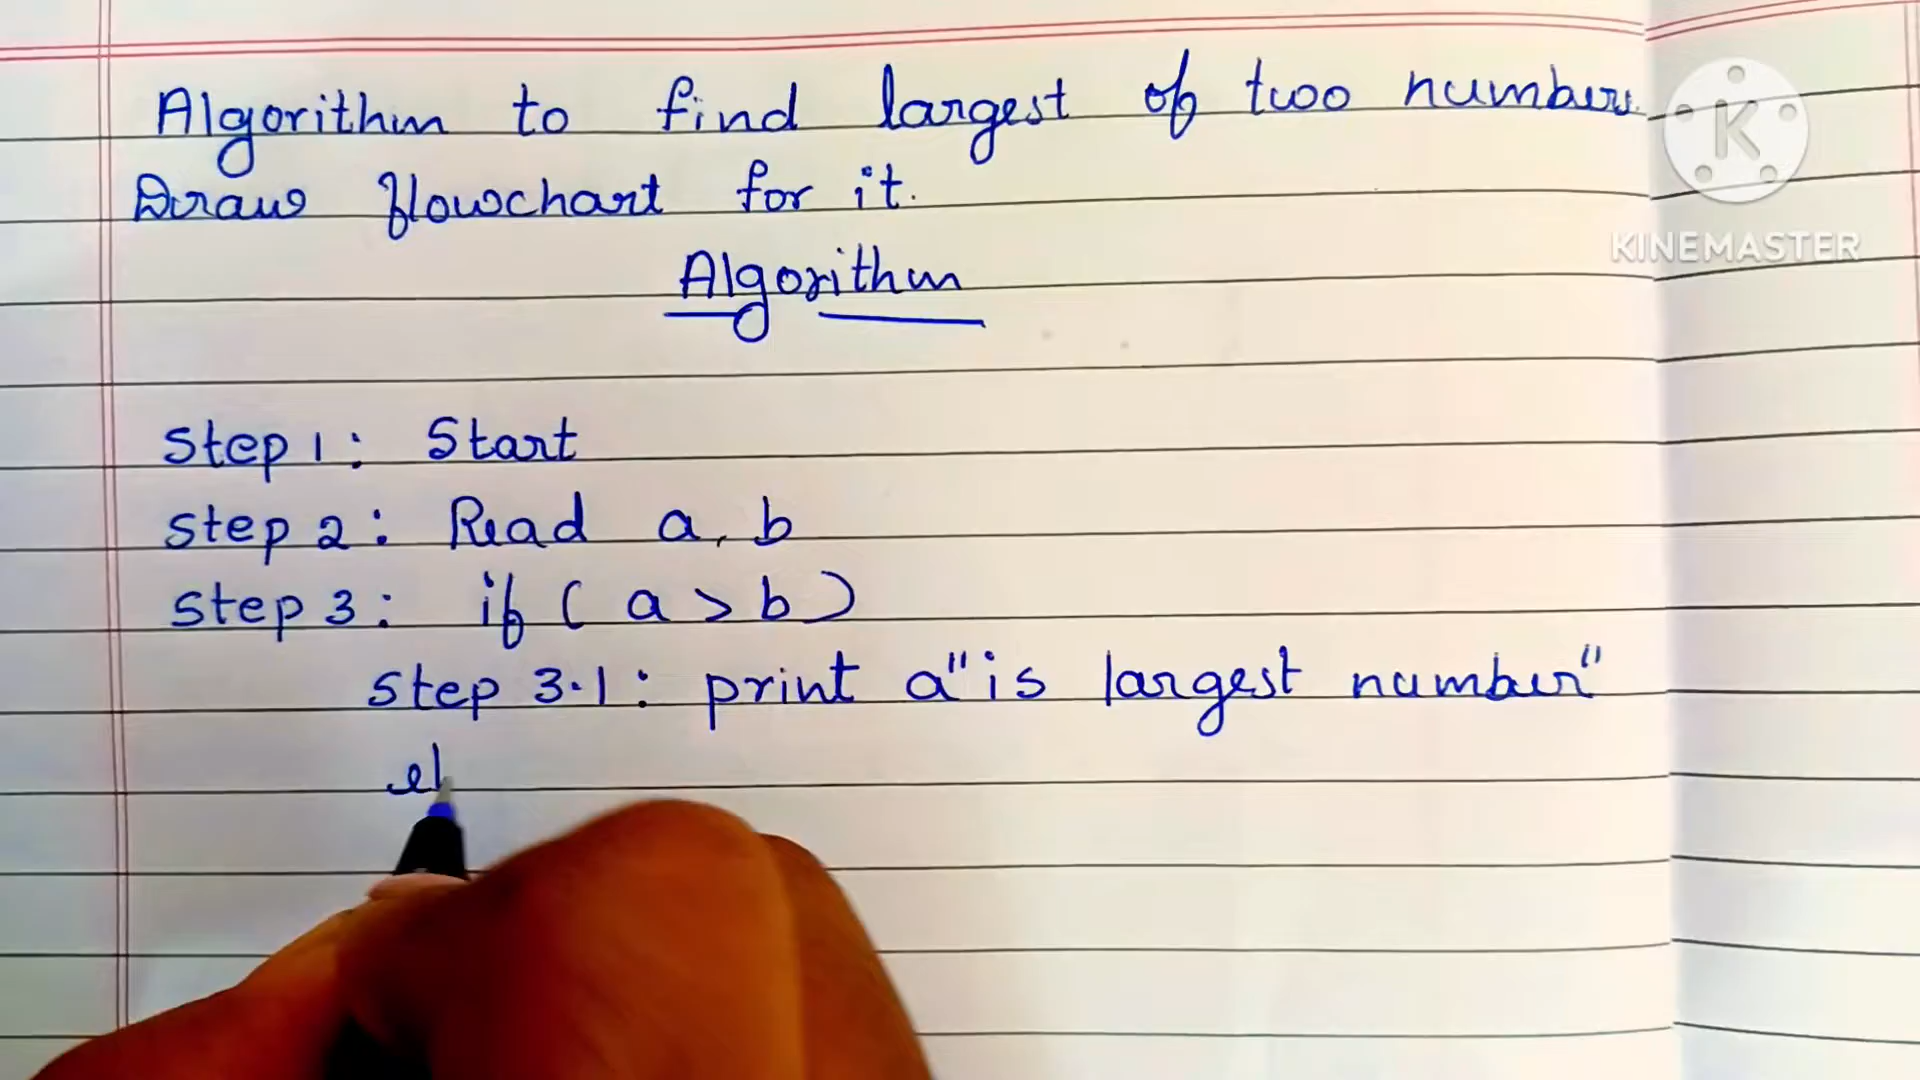 Algorithm to find largest of two numbers.
Draw flowchart for it.
Algorithm
Step 1: Start
Step 2: Read a, b
Step 3: if ( a > b )
Step 3.1: print a "is largest number"
el
K
KINEMASTER